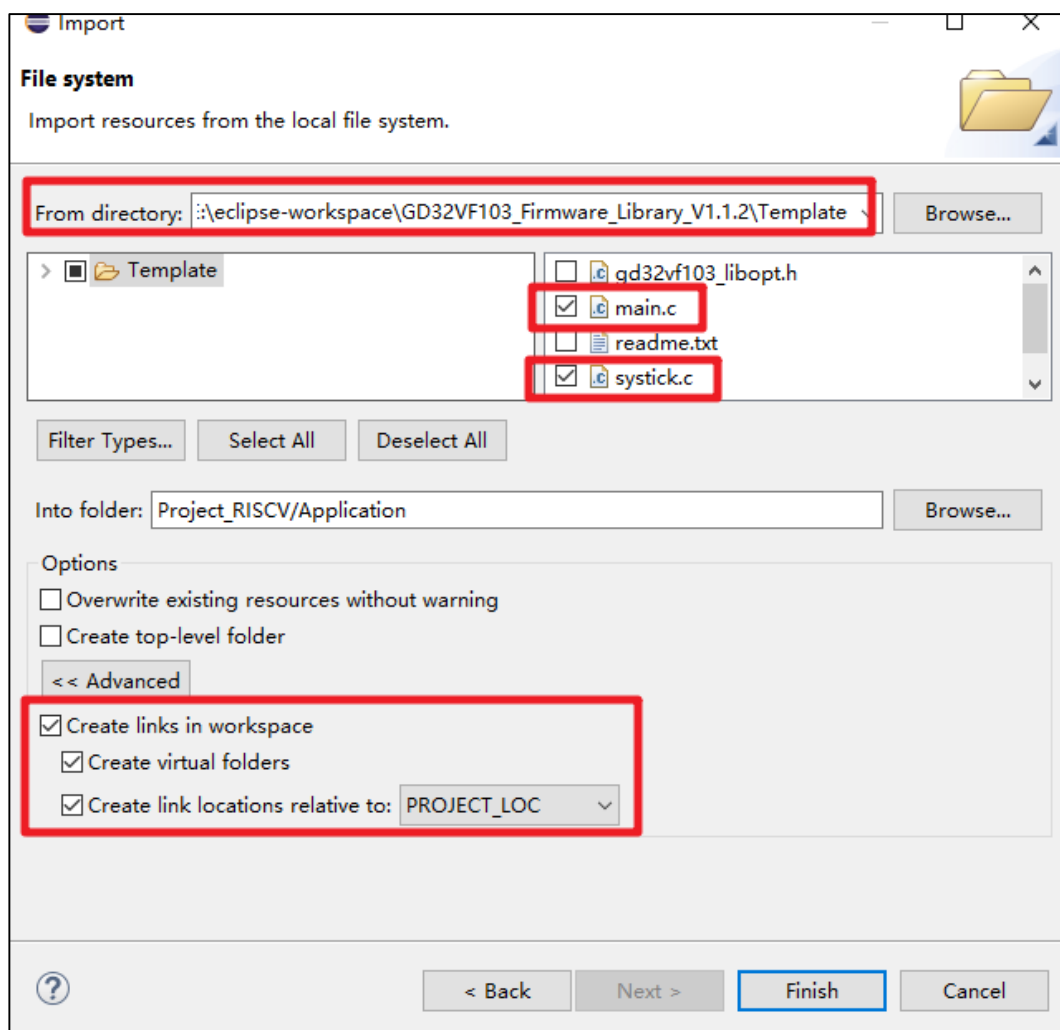 Import
File system
Import resources from the local file system.
From directory: :\eclipse-workspace\GD32VF103_Firmware_Library_V1.1.2\Template Browse...
Template
gd32vf103_libopt.h
main.c
readme.txt
systick.c
Filter Types... Select All Deselect All
Into folder: Project_RISCV/Application Browse...
Options
Overwrite existing resources without warning
Create top-level folder
<< Advanced
Create links in workspace
Create virtual folders
Create link locations relative to: PROJECT_LOC
? < Back Next > Finish Cancel